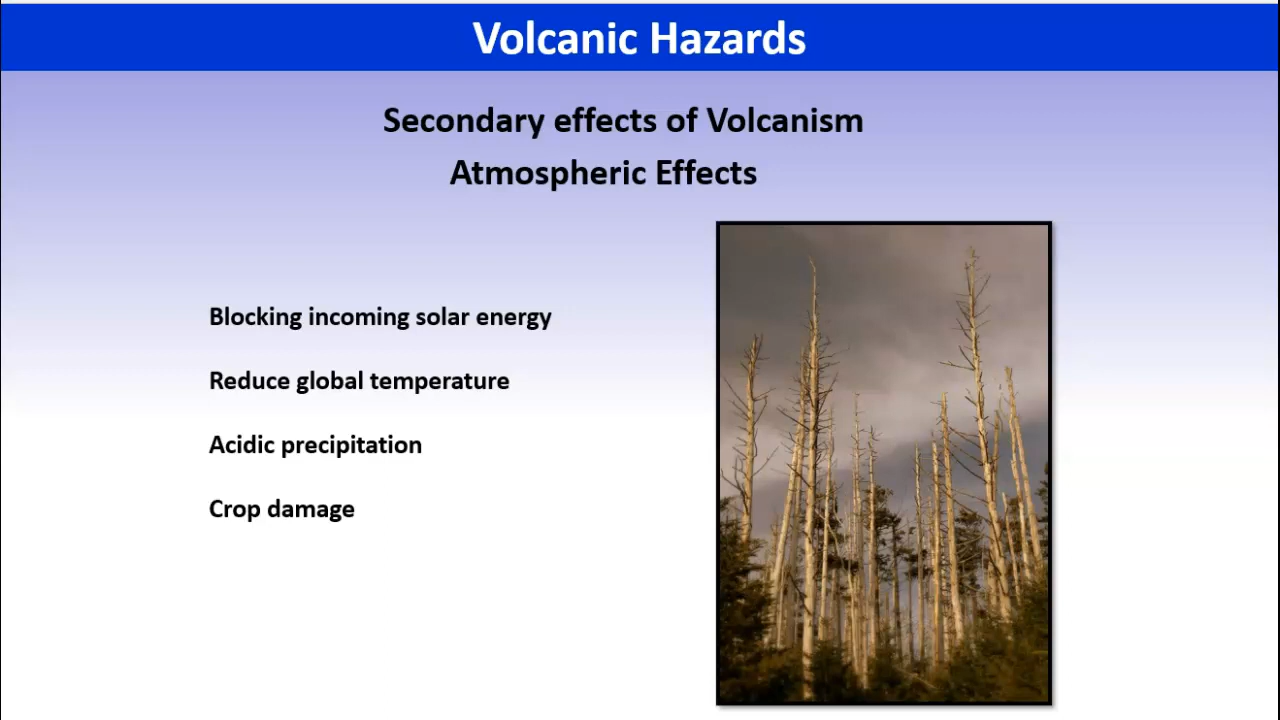 Volcanic Hazards
Secondary effects of Volcanism
Atmospheric Effects
Blocking incoming solar energy
Reduce global temperature
Acidic precipitation
Crop damage